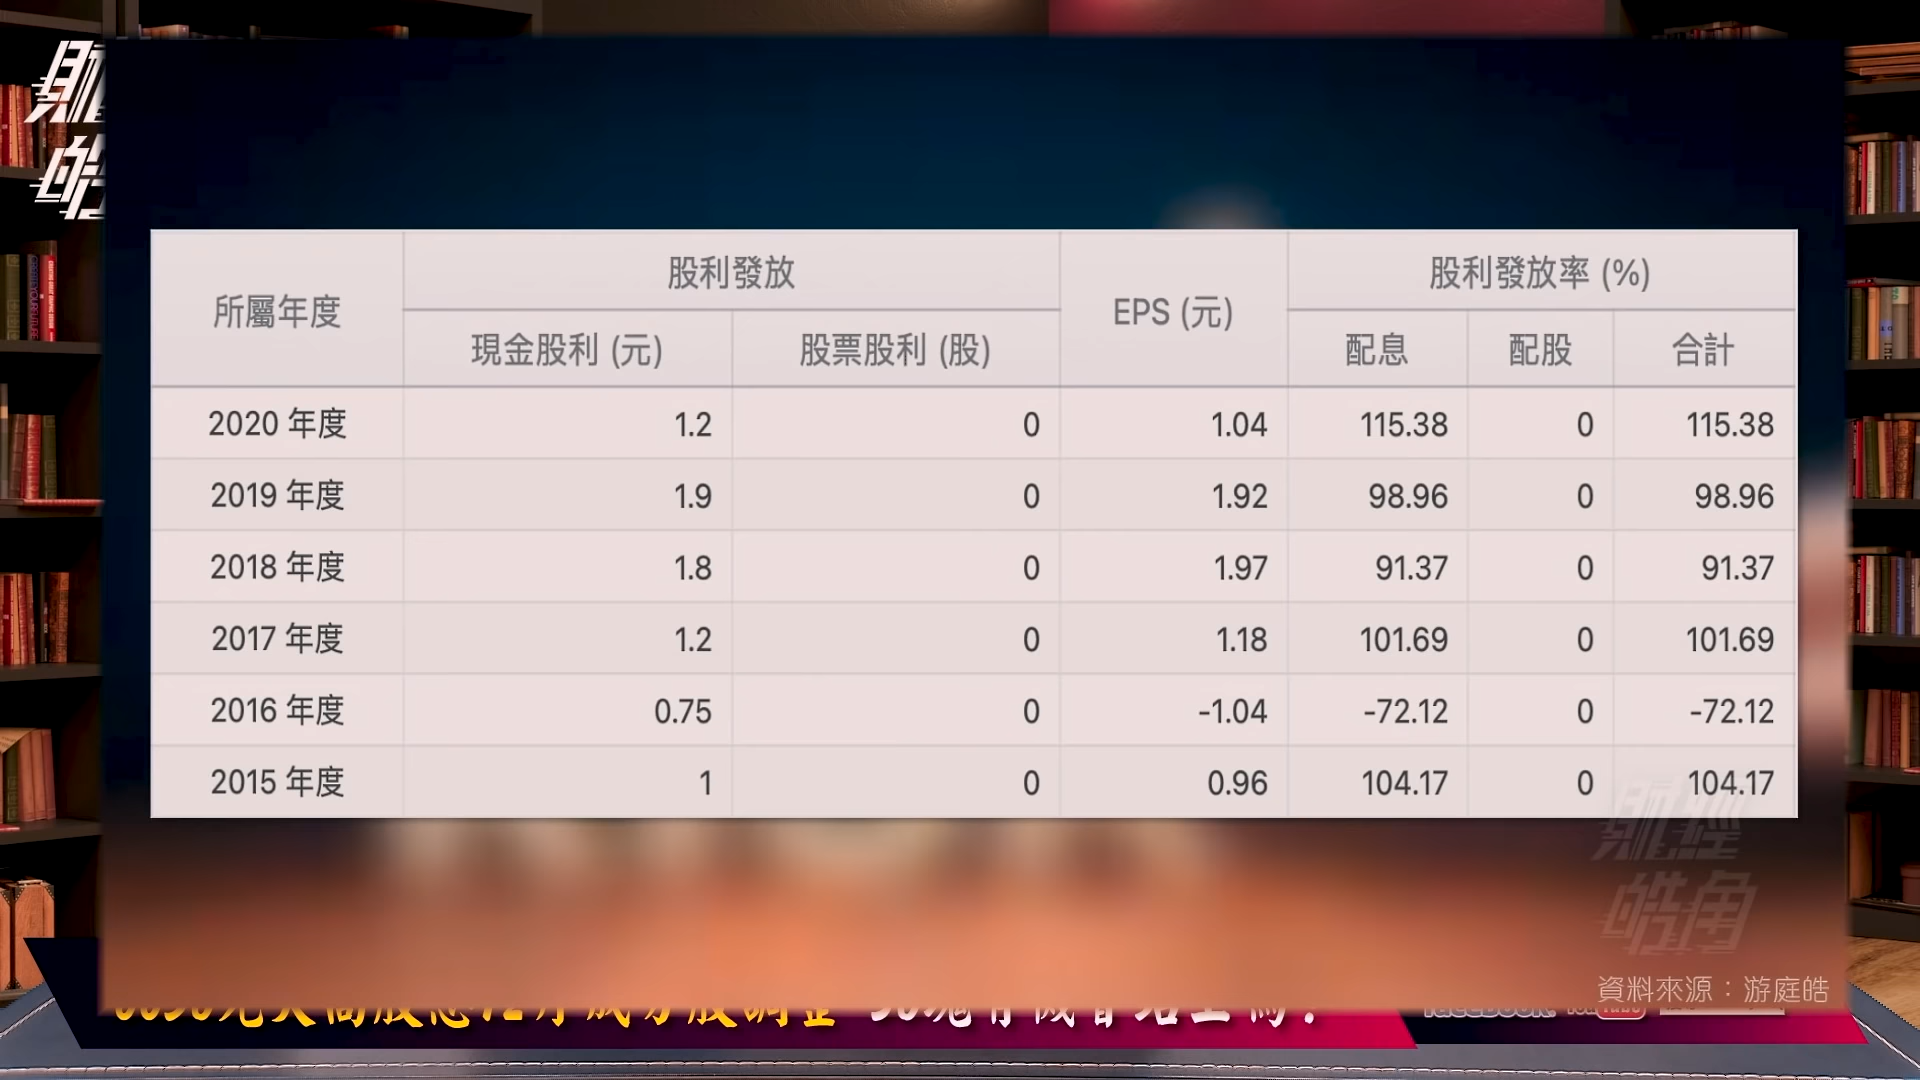 所屬年度 股利發放 EPS (元) 股利發放率 (%)
現金股利 (元) 股票股利 (股) 配息 配股 合計
2020 年度 1.2 0 1.04 115.38 0 115.38
2019 年度 1.9 0 1.92 98.96 0 98.96
2018 年度 1.8 0 1.97 91.37 0 91.37
2017 年度 1.2 0 1.18 101.69 0 101.69
2016 年度 0.75 0 -1.04 -72.12 0 -72.12
2015 年度 1 0 0.96 104.17 0 104.17
財經
皓角
資料來源：游庭皓